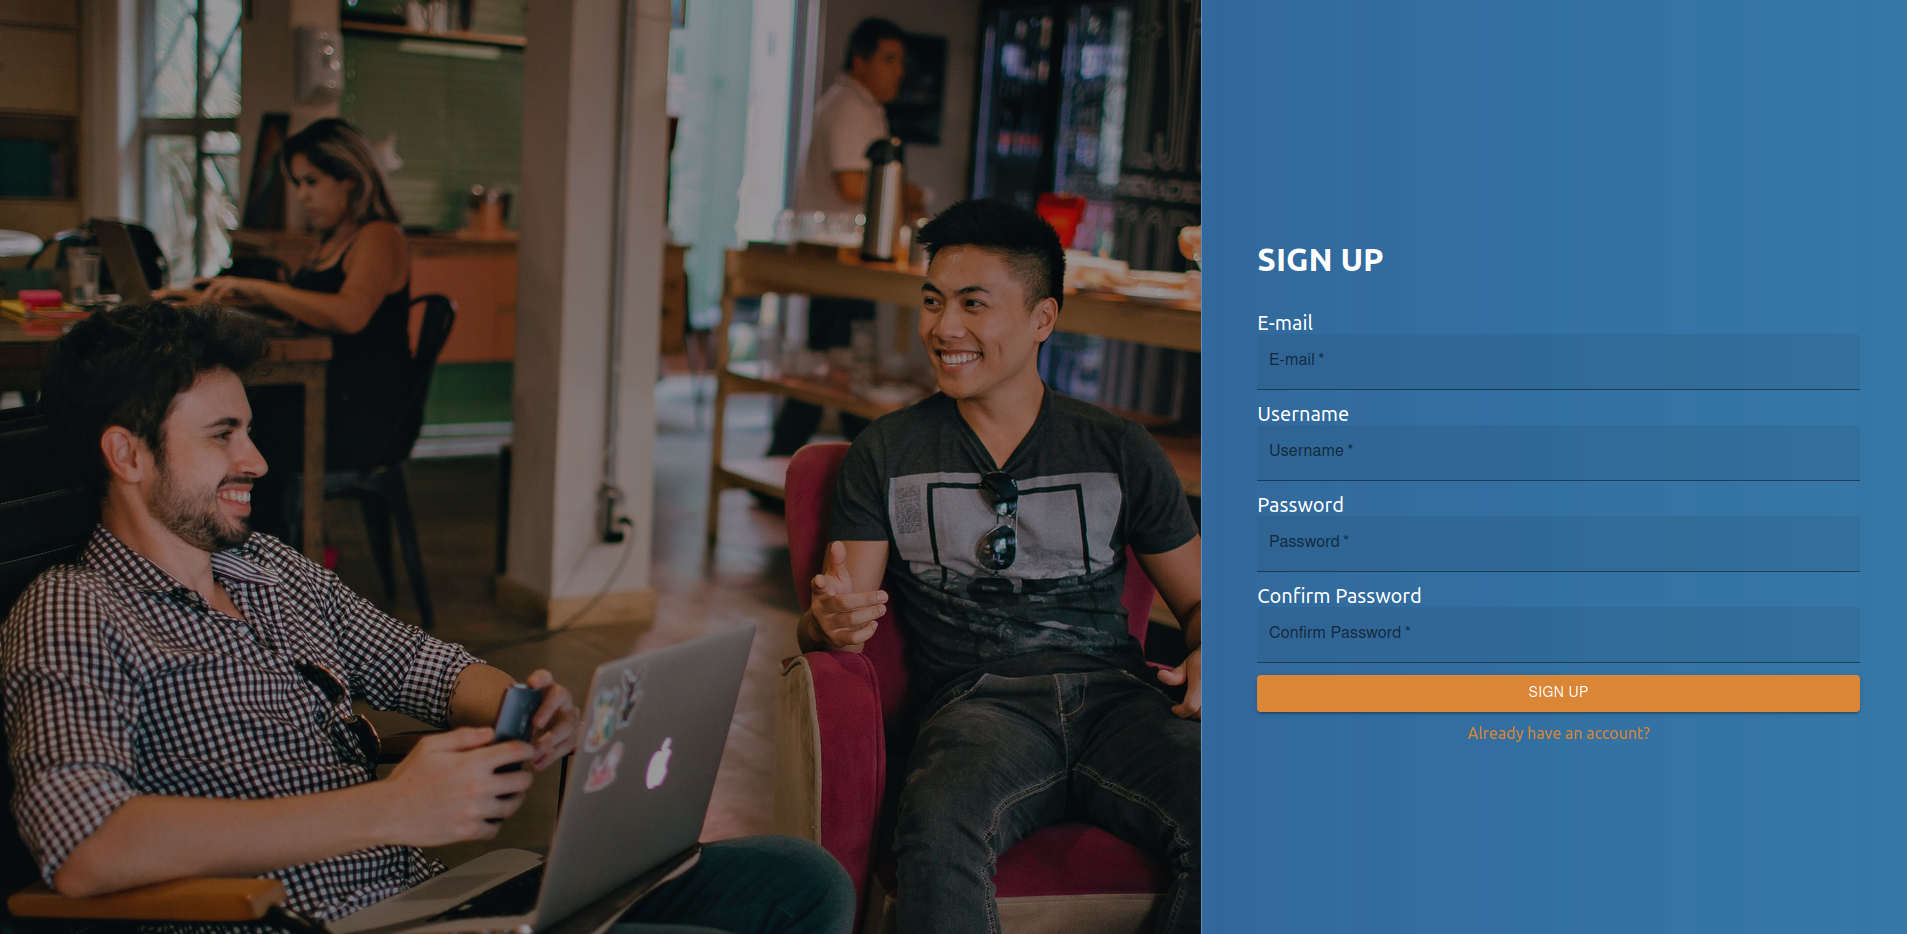 SIGN UP
E-mail
E-mail *
Username
Username *
Password
Password *
Confirm Password
Confirm Password *
SIGN UP
Already have an account?